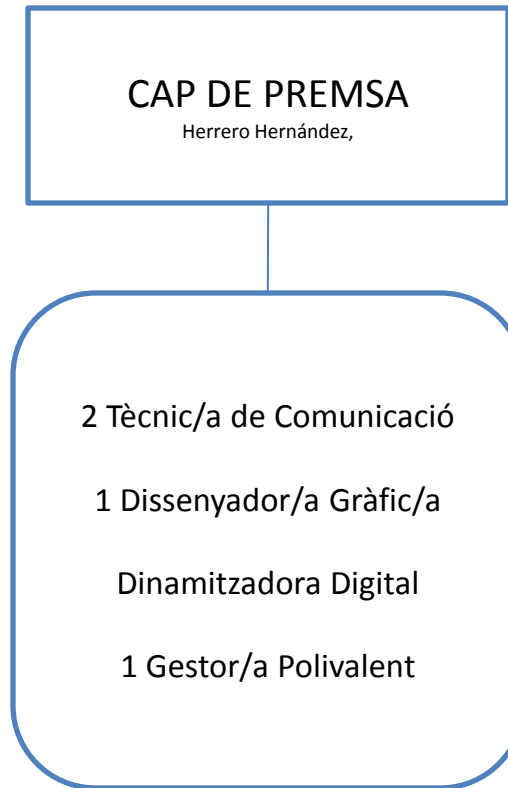 CAP DE PREMSA
Herrero Hernández,
2 Tècnic/a de Comunicació
1 Dissenyador/a Gràfic/a
Dinamitzadora Digital
1 Gestor/a Polivalent